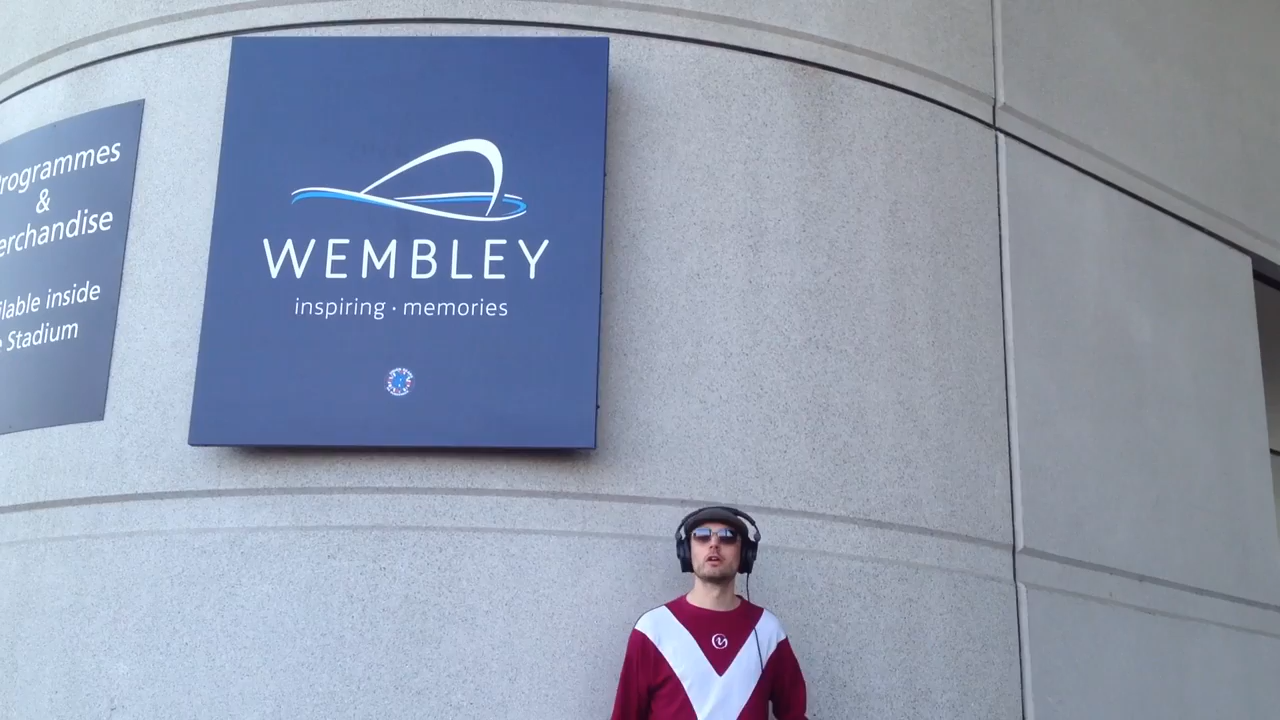 rogrammes
&
erchandise
ilable inside
Stadium
WEMBLEY
inspiring · memories